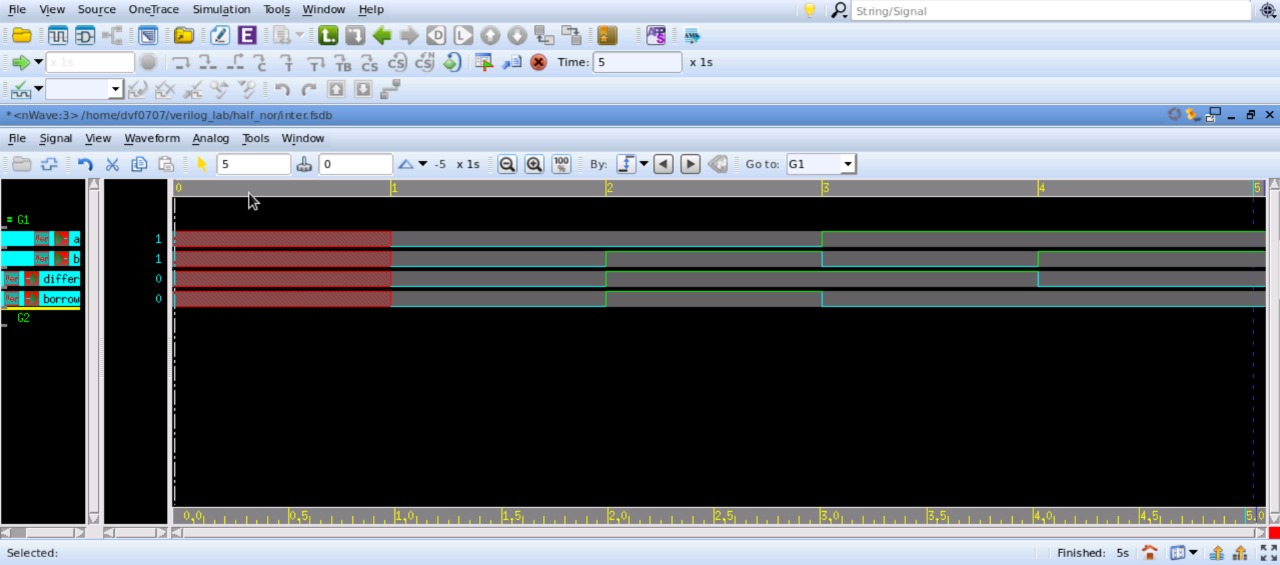 File View Source OneTrace Simulation Tools Window Help String/Signal
x 1s Time: 5 x 1s
*<nWave:3> /home/dvf0707/verilog_lab/half_nor/inter.fsdb
File Signal View Waveform Analog Tools Window
5 0 -5 x 1s 100% By: Go to: G1
0 1 2 3 4 5
= G1
a 1
b 1
differ 0
borrow 0
G2
0,0 0,5 1,0 1,5 2,0 2,5 3,0 3,5 4,0 4,5 5,0
Selected: Finished: 5s